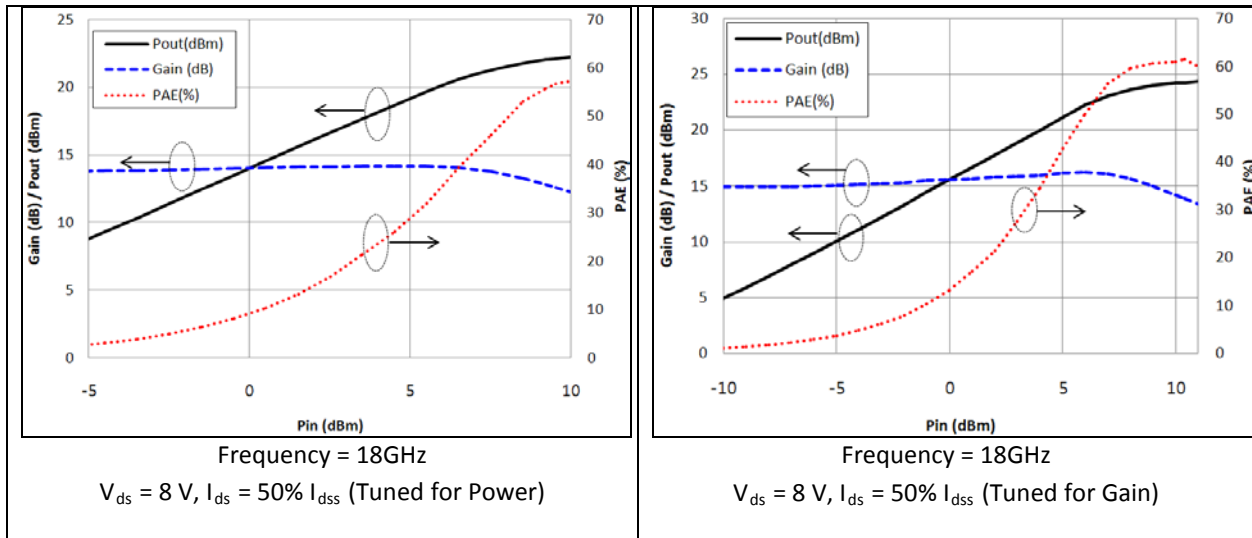 25
20
15
10
5
0
70
60
50
40
30
20
10
0
-5
0
5
10
Gain (dB) / Pout (dBm)
PAE(%)
Pin (dBm)
Pout(dBm)
Gain (dB)
PAE(%)
Frequency = 18GHz
Vds = 8 V, Ids = 50% Idss (Tuned for Power)
30
25
20
15
10
5
0
70
60
50
40
30
20
10
0
-10
-5
0
5
10
Gain (dB) / Pout (dBm)
PAE (%)
Pin (dBm)
Pout(dBm)
Gain (dB)
PAE(%)
Frequency = 18GHz
Vds = 8 V, Ids = 50% Idss (Tuned for Gain)